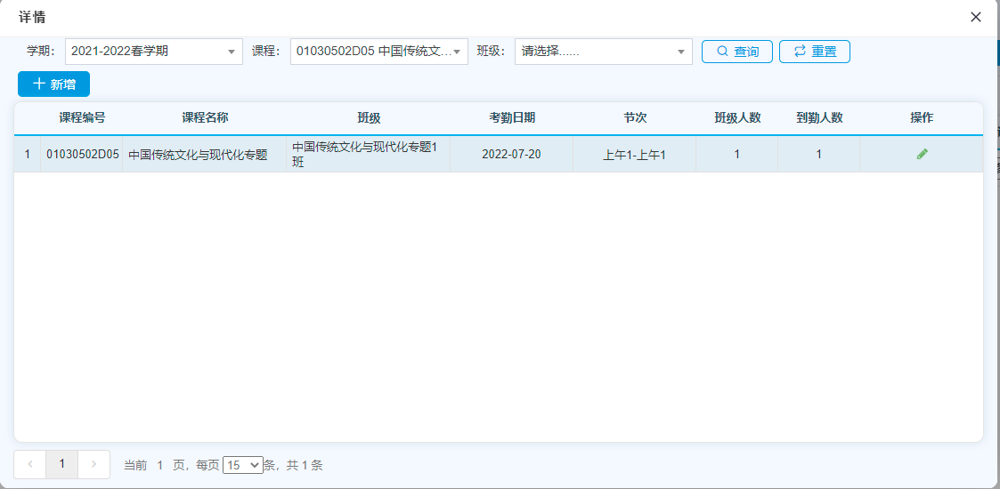 详情
学期： 2021-2022春学期 课程： 01030502D05 中国传统文... 班级： 请选择...... 查询 重置
新增
课程编号 课程名称 班级 考勤日期 节次 班级人数 到勤人数 操作
1 01030502D05 中国传统文化与现代化专题 中国传统文化与现代化专题1 2022-07-20 上午1-上午1 1 1
班
1 当前 1 页，每页 15 条，共 1 条